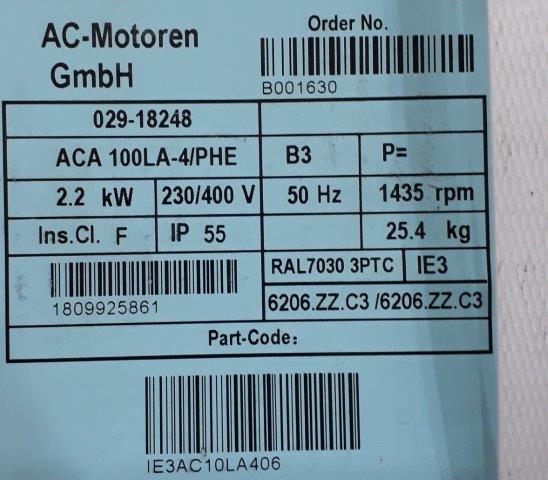 AC-Motoren
GmbH
Order No.
B001630
029-18248
ACA 100LA-4/PHE B3 P=
2.2 kW 230/400 V 50 Hz 1435 rpm
Ins.Cl. F IP 55 25.4 kg
RAL7030 3PTC IE3
1809925861
6206.ZZ.C3 /6206.ZZ.C3
Part-Code:
IE3AC10LA406